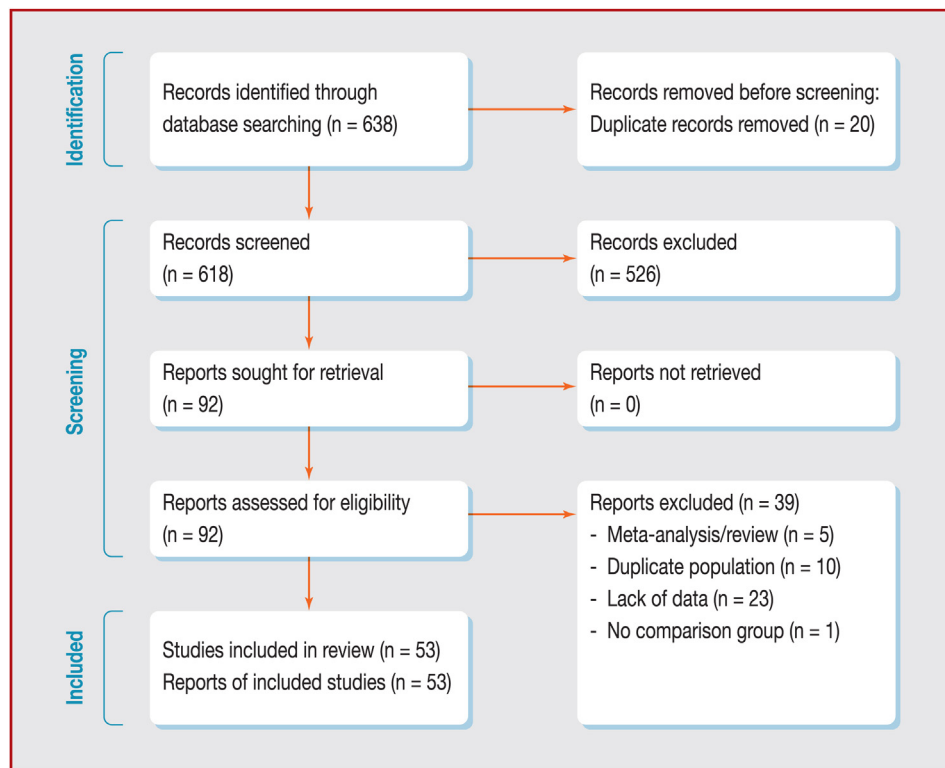 Identification
Records identified through
database searching (n = 638)
Records removed before screening:
Duplicate records removed (n = 20)
Screening
Records screened
(n = 618)
Records excluded
(n = 526)
Reports sought for retrieval
(n = 92)
Reports not retrieved
(n = 0)
Reports assessed for eligibility
(n = 92)
Reports excluded (n = 39)
- Meta-analysis/review (n = 5)
- Duplicate population (n = 10)
- Lack of data (n = 23)
- No comparison group (n = 1)
Included
Studies included in review (n = 53)
Reports of included studies (n = 53)